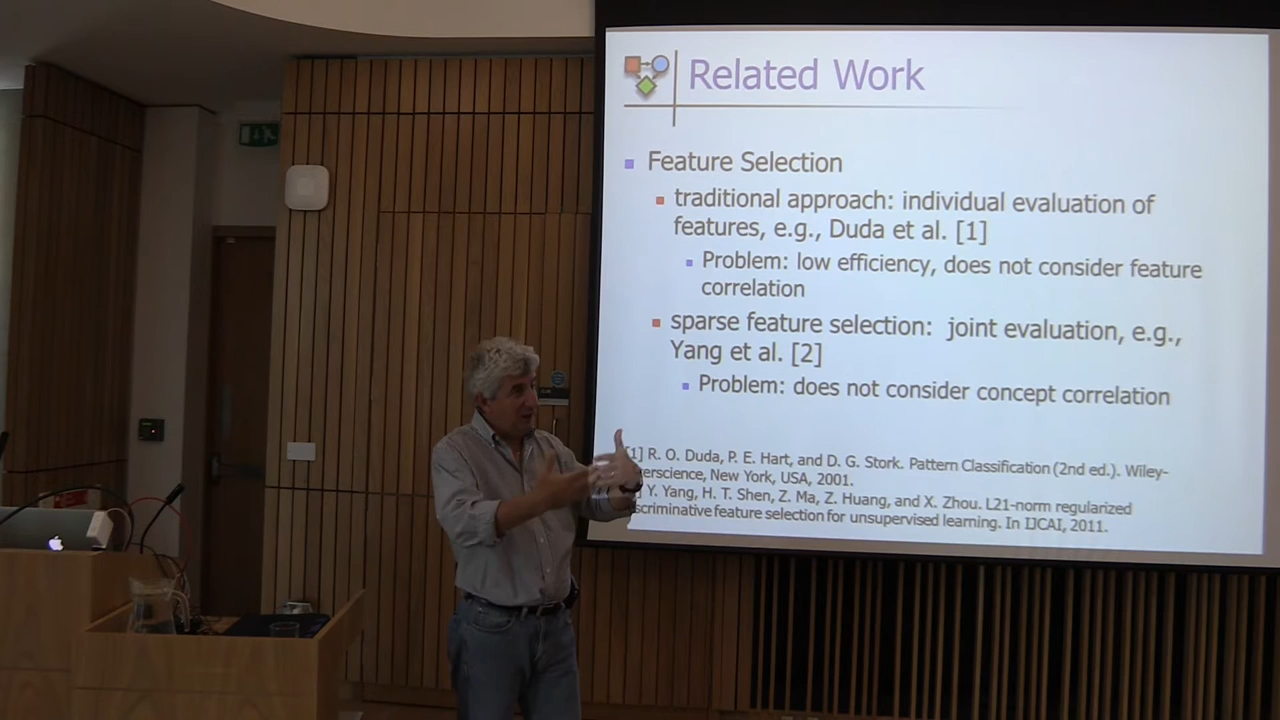 Related Work
Feature Selection
traditional approach: individual evaluation of
features, e.g., Duda et al. [1]
Problem: low efficiency, does not consider feature
correlation
sparse feature selection: joint evaluation, e.g.,
Yang et al. [2]
Problem: does not consider concept correlation
[1] R. O. Duda, P. E. Hart, and D. G. Stork. Pattern Classification (2nd ed.). Wiley-
New York, USA, 2001.
Y. Yang, H. T. Shen, Z. Ma, Z. Huang, and X. Zhou. L21-norm regularized
feature selection for unsupervised learning. In IJCAI, 2011.